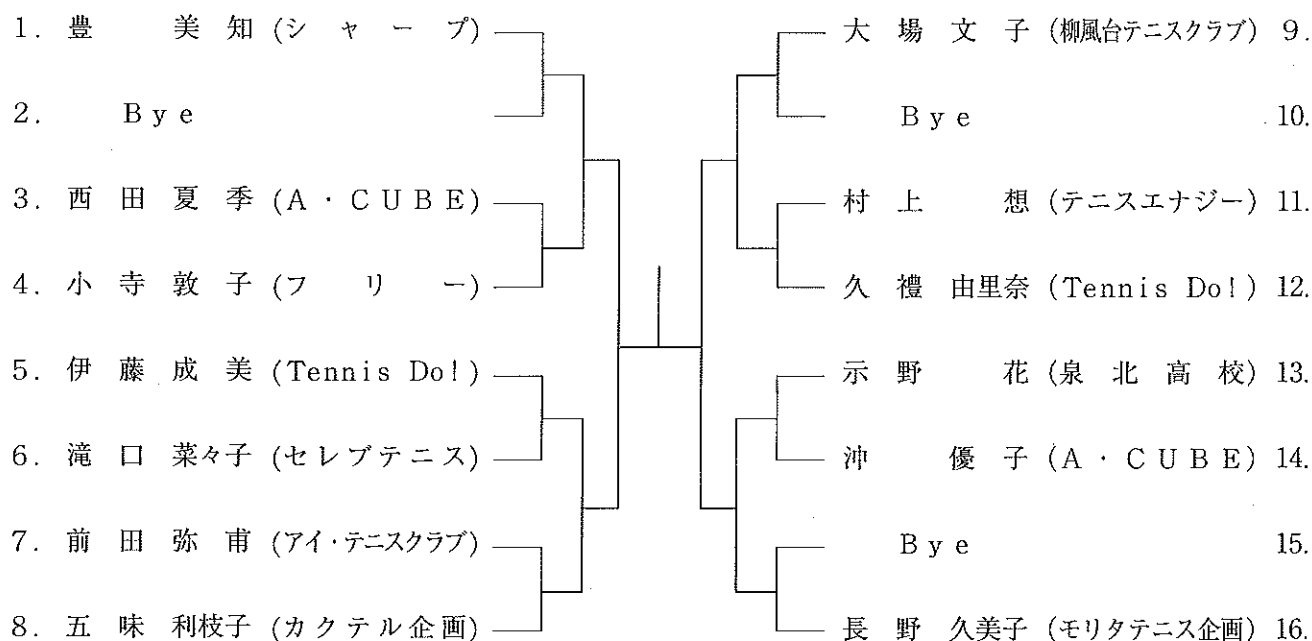 1. 豊 美知 (シャープ)
2. Bye
3. 西田夏季 (A・CUBE)
4. 小寺敦子 (フリー)
5. 伊藤成美 (Tennis Do!)
6. 滝口菜々子 (セレブテニス)
7. 前田弥甫 (アイ・テニスクラブ)
8. 五味利枝子 (カクテル企画)
大場文子 (柳風台テニスクラブ) 9.
Bye 10.
村上 想 (テニスエナジー) 11.
久禮由里奈 (Tennis Do!) 12.
示野 花 (泉北高校) 13.
沖 優子 (A・CUBE) 14.
Bye 15.
長野久美子 (モリタテニス企画) 16.